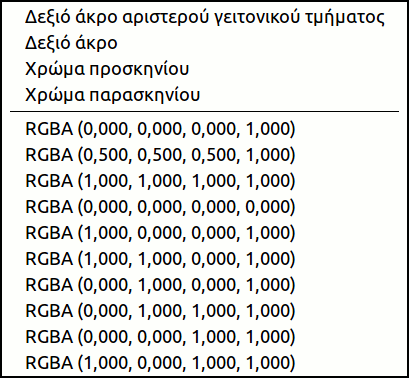 Δεξιό άκρο αριστερού γειτονικού τμήματος
Δεξιό άκρο
Χρώμα προσκηνίου
Χρώμα παρασκηνίου
RGBA (0,000, 0,000, 0,000, 1,000)
RGBA (0,500, 0,500, 0,500, 1,000)
RGBA (1,000, 1,000, 1,000, 1,000)
RGBA (0,000, 0,000, 0,000, 0,000)
RGBA (1,000, 0,000, 0,000, 1,000)
RGBA (1,000, 1,000, 0,000, 1,000)
RGBA (0,000, 1,000, 0,000, 1,000)
RGBA (0,000, 1,000, 1,000, 1,000)
RGBA (0,000, 0,000, 1,000, 1,000)
RGBA (1,000, 0,000, 1,000, 1,000)